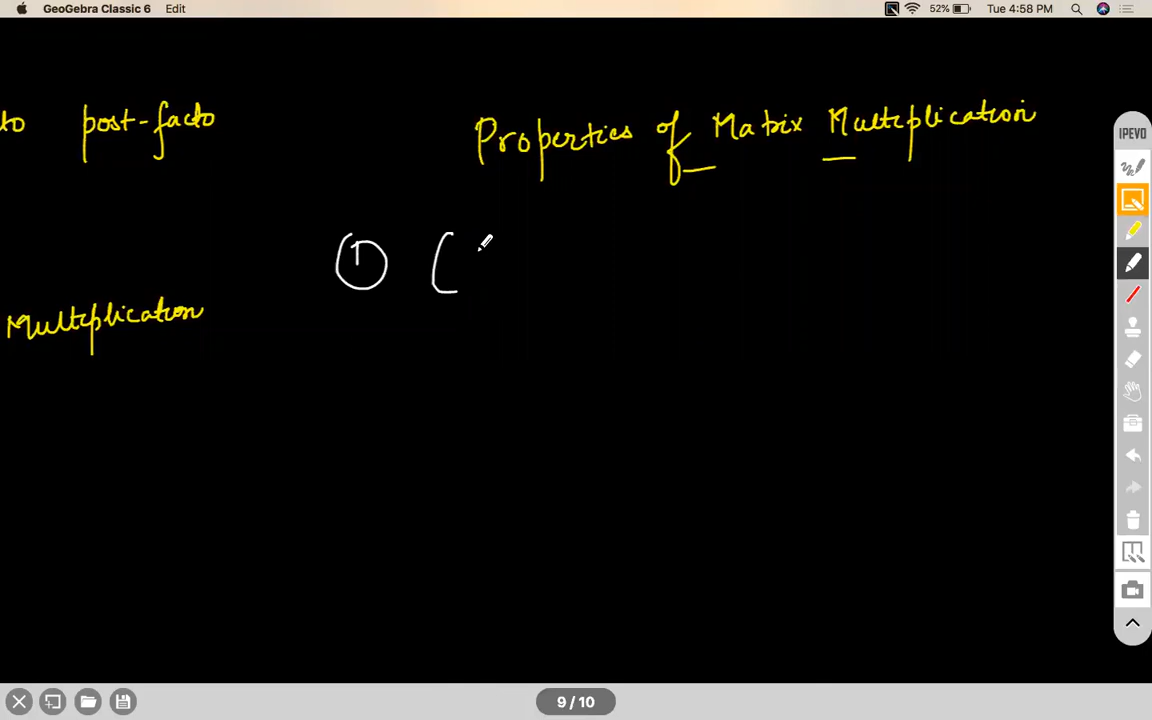 GeoGebra Classic 6 Edit 52% Tue 4:58 PM
to post-facto
Properties of Matrix Multiplication
IPEVO
① (
Multiplication
9 / 10